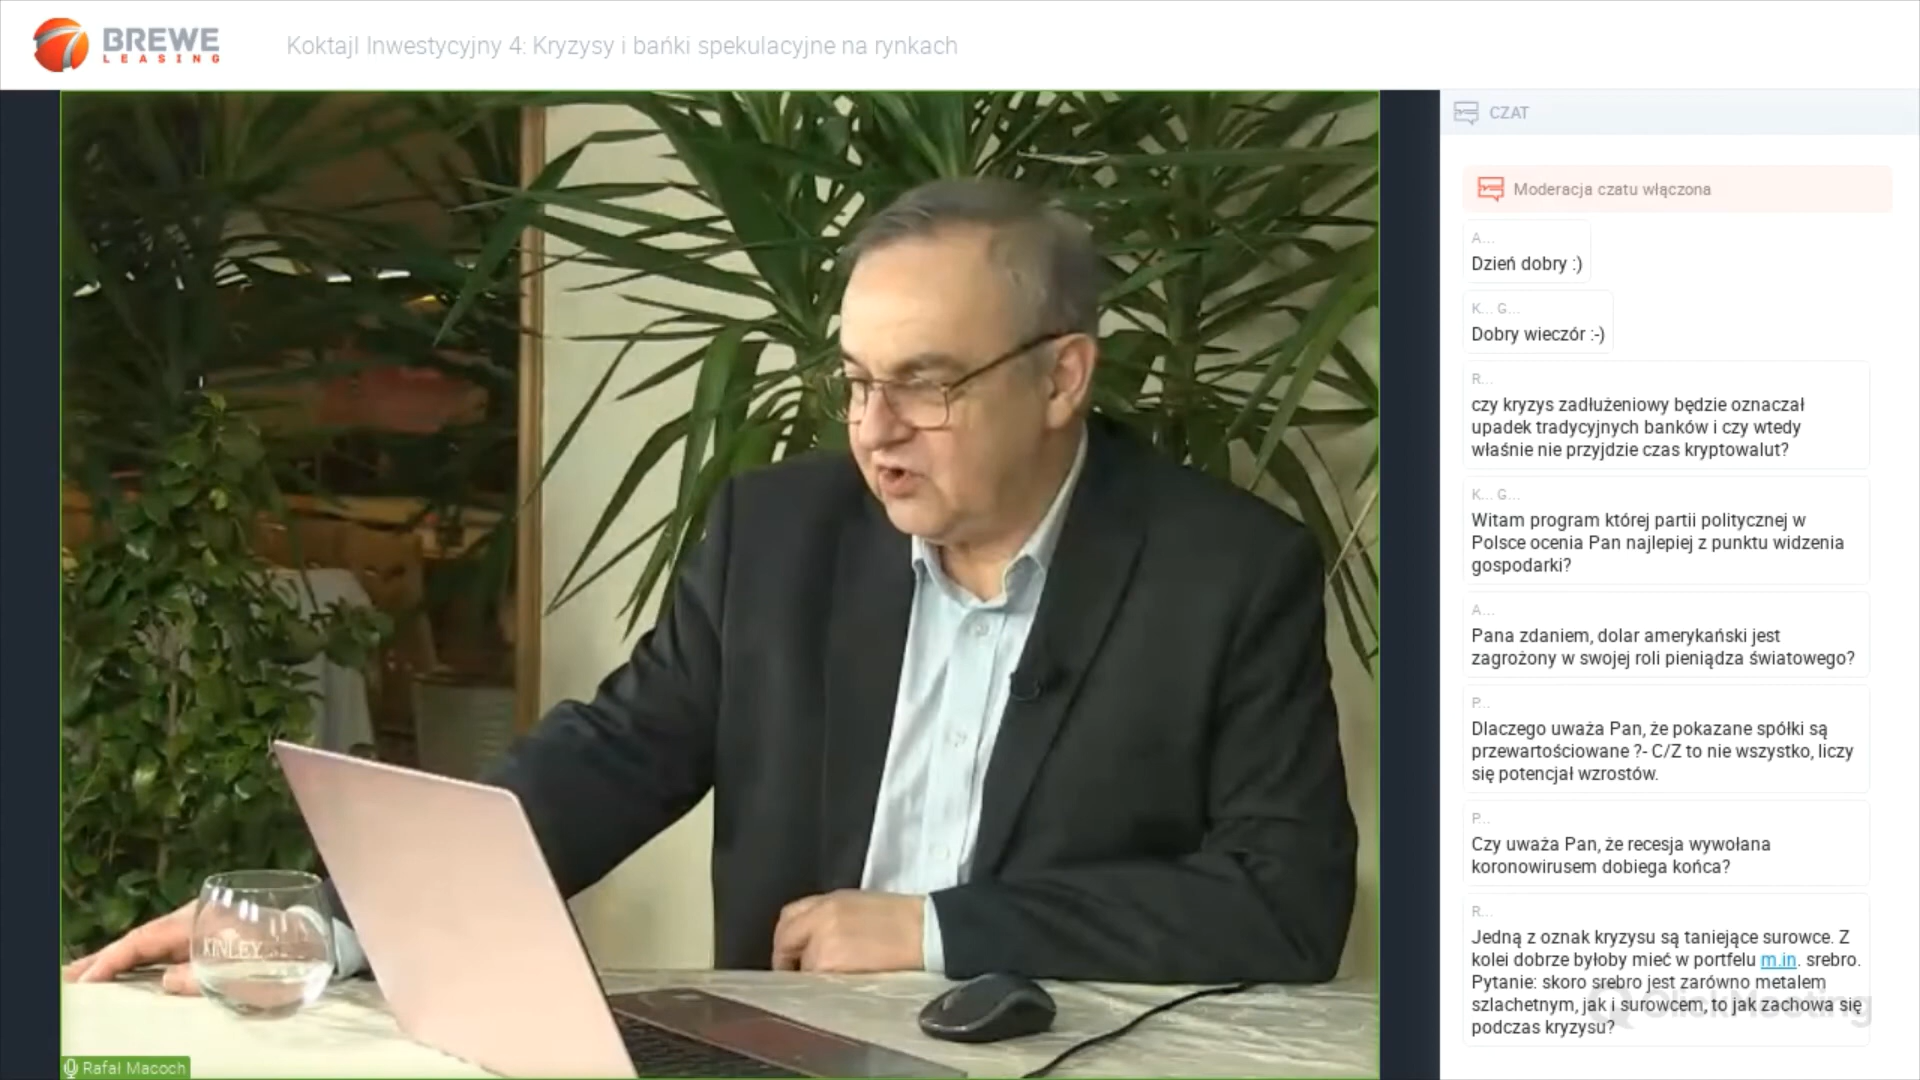 BREWE
LEASING
Koktajl Inwestycyjny 4: Kryzysy i bańki spekulacyjne na rynkach
CZAT
Moderacja czatu włączona
A...
Dzień dobry :)
K... G...
Dobry wieczór :-)
R...
czy kryzys zadłużeniowy będzie oznaczał
upadek tradycyjnych banków i czy wtedy
właśnie nie przyjdzie czas kryptowalut?
K... G...
Witam program której partii politycznej w
Polsce ocenia Pan najlepiej z punktu widzenia
gospodarki?
A...
Pana zdaniem, dolar amerykański jest
zagrożony w swojej roli pieniądza światowego?
P...
Dlaczego uważa Pan, że pokazane spółki są
przewartościowane ?- C/Z to nie wszystko, liczy
się potencjał wzrostów.
P...
Czy uważa Pan, że recesja wywołana
koronowirusem dobiega końca?
R...
Jedną z oznak kryzysu są taniejące surowce. Z
kolei dobrze byłoby mieć w portfelu m.in. srebro.
Pytanie: skoro srebro jest zarówno metalem
szlachetnym, jak i surowcem, to jak zachowa się
podczas kryzysu?
ClickMeeting
KINLEY
Rafał Macoch